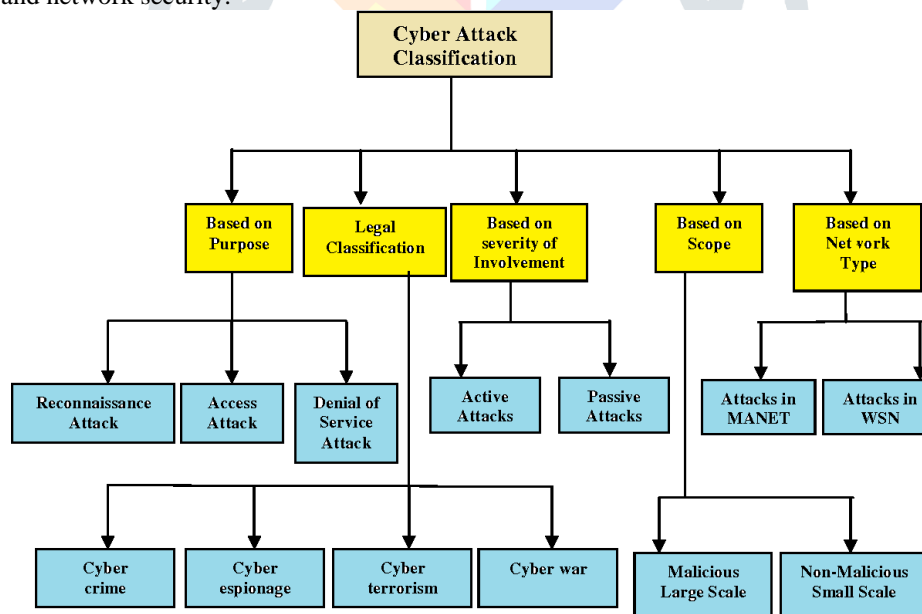 and network security.
Cyber Attack
Classification
Based on
Purpose
Legal
Classification
Based on
severity of
Involvement
Based on
Scope
Based on
Net work
Type
Reconnaissance
Attack
Access
Attack
Denial of
Service
Attack
Active
Attacks
Passive
Attacks
Attacks in
MANET
Attacks in
WSN
Cyber
crime
Cyber
espionage
Cyber
terrorism
Cyber war
Malicious
Large Scale
Non-Malicious
Small Scale